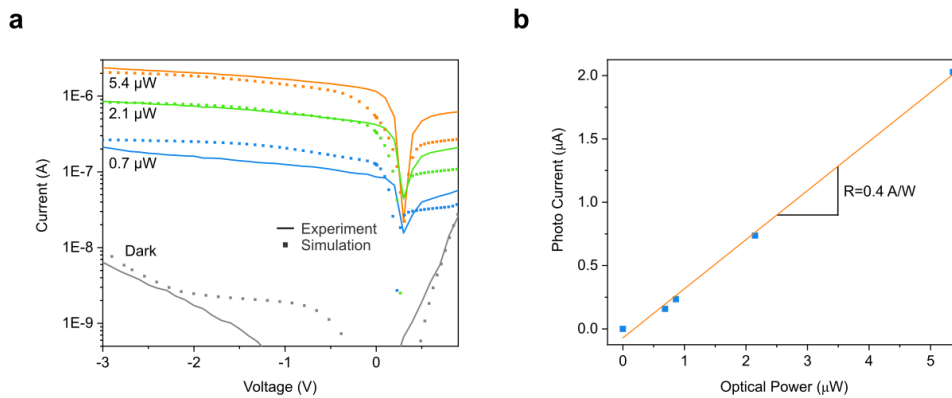 a
b
5.4 μW
2.1 μW
0.7 μW
Dark
Experiment
Simulation
1E-6
1E-7
1E-8
1E-9
Current (A)
-3
-2
-1
0
Voltage (V)
R=0.4 A/W
2.0
1.5
1.0
0.5
0.0
Photo Current (μA)
0
1
2
3
4
5
Optical Power (μW)